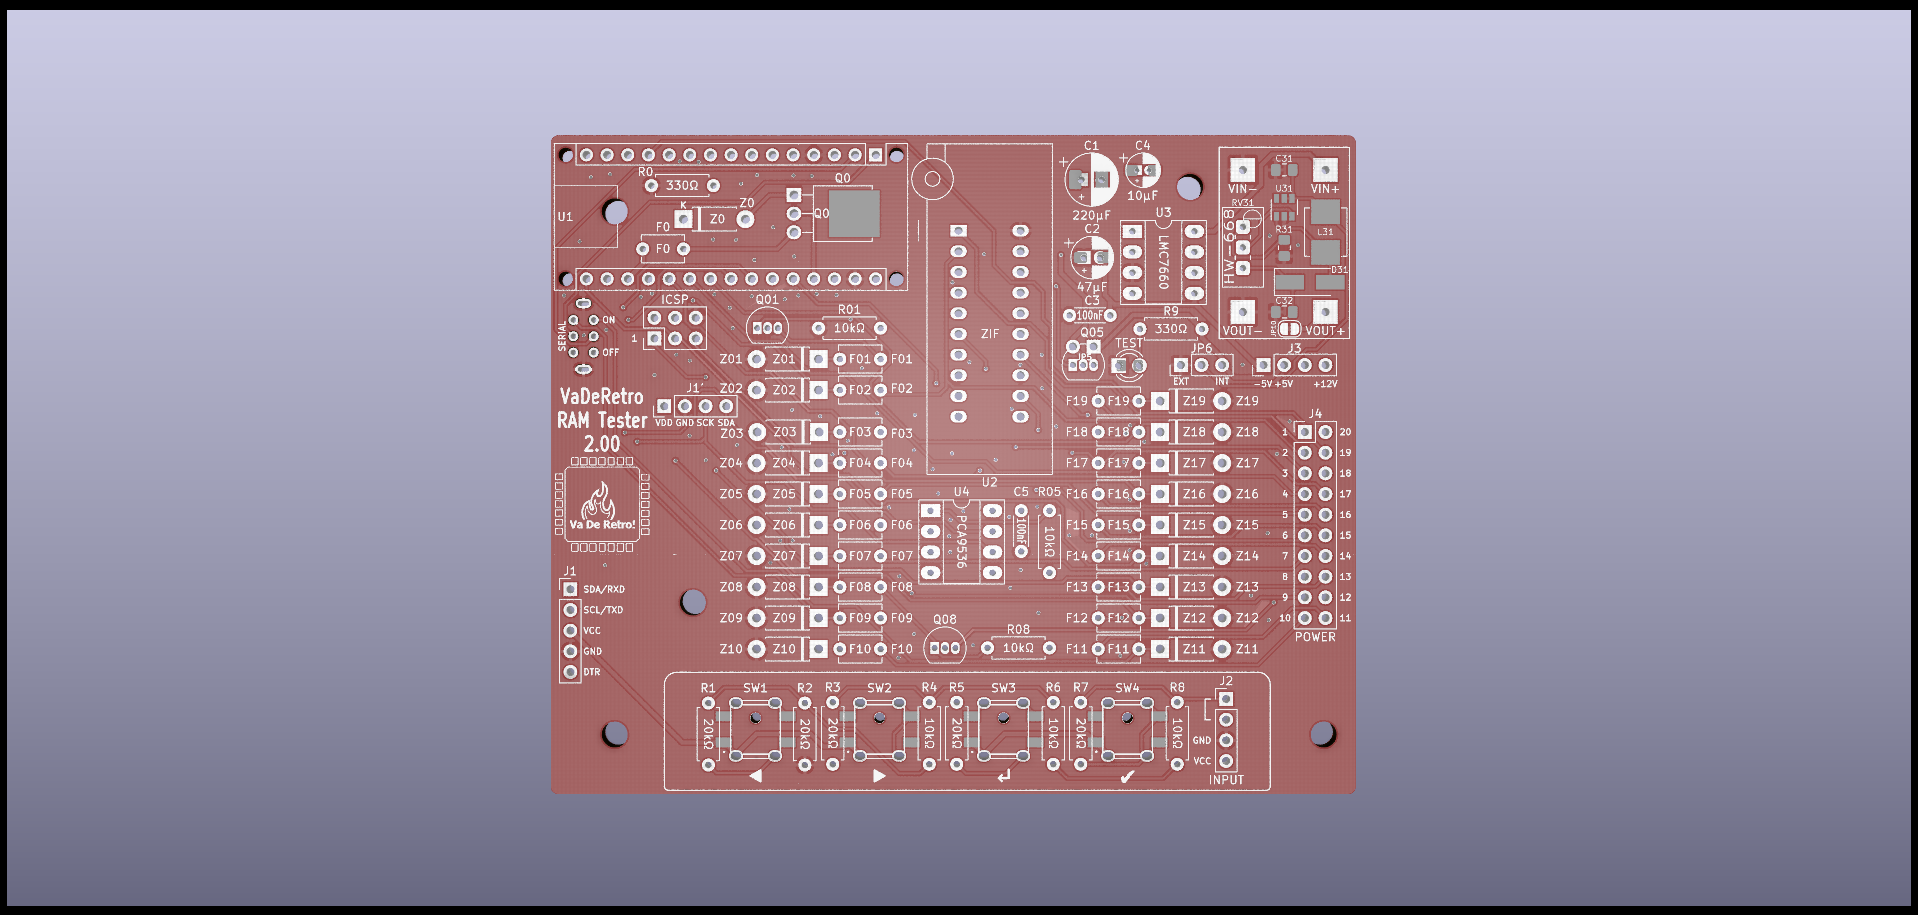 R0
330Ω
Q0
Q0
U1
K
Z0
Z0
F0
F0
ICSP
1
SERIAL
ON
OFF
Q01
R01
10kΩ
VaDeRetro
RAM Tester
2.00
J1'
VDD GND SCK SDA
Va De Retro!
J1
SDA/RXD
SCL/TXD
VCC
GND
DTR
Z01 Z01 F01 F01
Z02 Z02 F02 F02
Z03 Z03 F03 F03
Z04 Z04 F04 F04
Z05 Z05 F05 F05
Z06 Z06 F06 F06
Z07 Z07 F07 F07
Z08 Z08 F08 F08
Z09 Z09 F09 F09
Z10 Z10 F10 F10
ZIF
U2
U4
PCA9536
C5
100nF
R05
10kΩ
Q08
R08
10kΩ
C1
220µF
C4
10µF
C2
47µF
C3
100nF
U3
LMC7660
Q05
JP5
TEST
R9
330Ω
VIN-
C31
VIN+
U31
RV31
HW-668
R31
L31
D31
C32
VOUT-
VOUT+
JP6
EXT
INT
J3
-5V +5V +12V
F19 F19 Z19 Z19
F18 F18 Z18 Z18
F17 F17 Z17 Z17
F16 F16 Z16 Z16
F15 F15 Z15 Z15
F14 F14 Z14 Z14
F13 F13 Z13 Z13
F12 F12 Z12 Z12
F11 F11 Z11 Z11
J4
1 20
2 19
3 18
4 17
5 16
6 15
7 14
8 13
9 12
10 11
POWER
R1 SW1 R2 R3 SW2 R4 R5 SW3 R6 R7 SW4 R8
20kΩ 20kΩ 20kΩ 10kΩ 20kΩ 10kΩ 20kΩ 10kΩ
J2
GND
VCC
INPUT